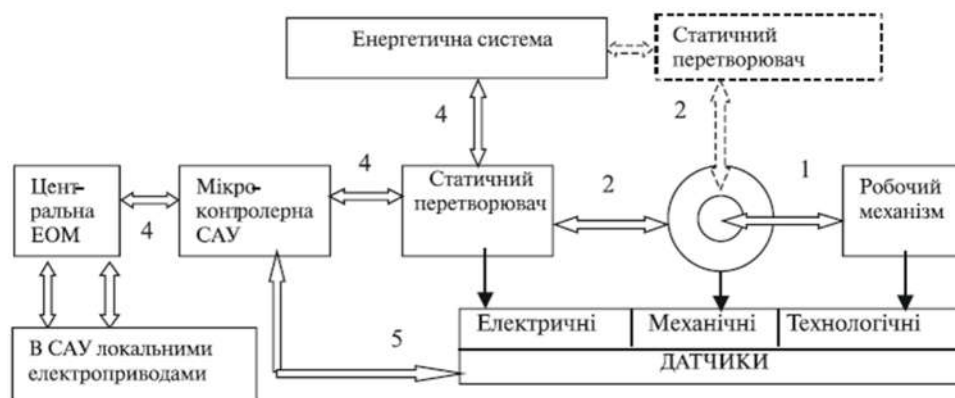 Енергетична система
Статичний
перетворювач
4
2
Цент-
ральна
ЕОМ
4
Мікро-
контролерна
САУ
4
Статичний
перетворювач
2
1
Робочий
механізм
В САУ локальними
електроприводами
5
Електричні
Механічні
Технологічні
ДАТЧИКИ